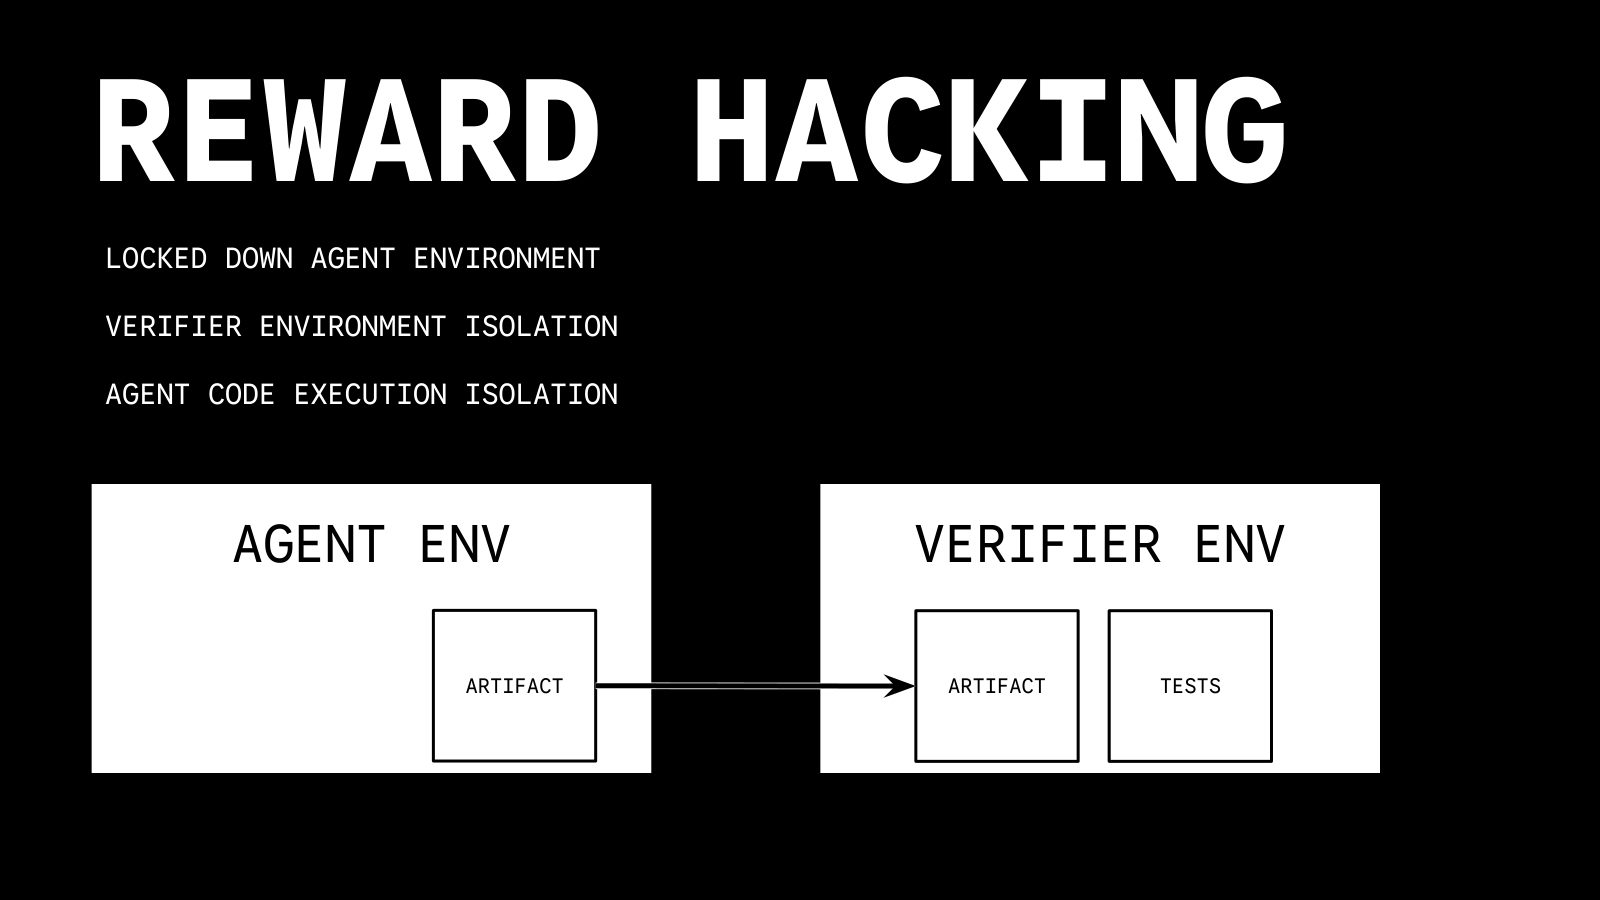 REWARD HACKING
LOCKED DOWN AGENT ENVIRONMENT
VERIFIER ENVIRONMENT ISOLATION
AGENT CODE EXECUTION ISOLATION
AGENT ENV
ARTIFACT
VERIFIER ENV
ARTIFACT
TESTS